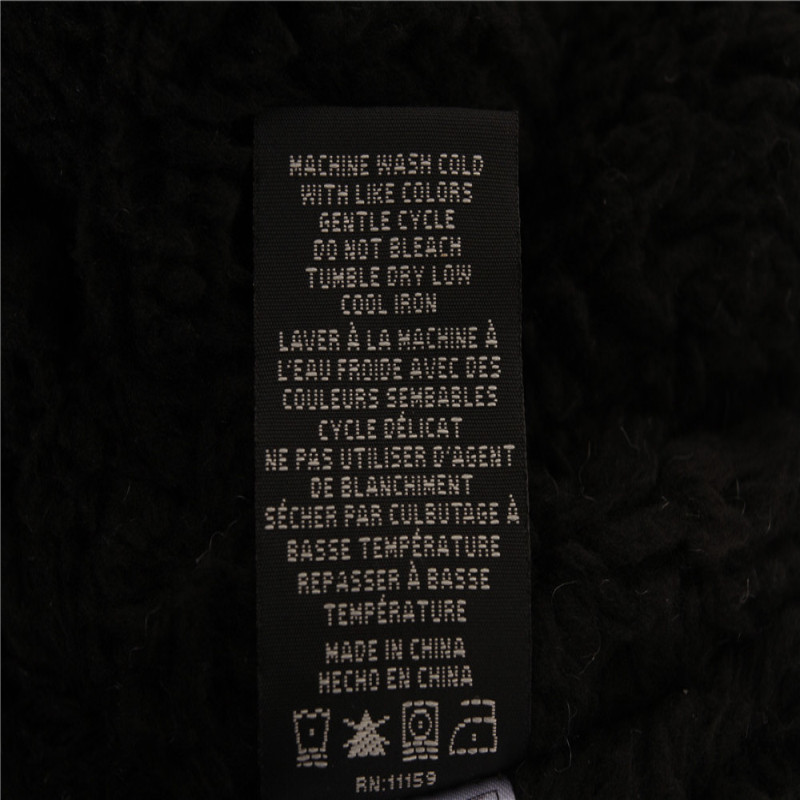 MACHINE WASH COLD
WITH LIKE COLORS
GENTLE CYCLE
DO NOT BLEACH
TUMBLE DRY LOW
COOL IRON
LAVER À LA MACHINE À
L'EAU FROIDE AVEC DES
COULEURS SEMBABLES
CYCLE DÉLICAT
NE PAS UTILISER D'AGENT
DE BLANCHIMENT
SÉCHER PAR CULBUTAGE À
BASSE TEMPÉRATURE
REPASSER À BASSE
TEMPÉRATURE
MADE IN CHINA
HECHO EN CHINA
RN:11159